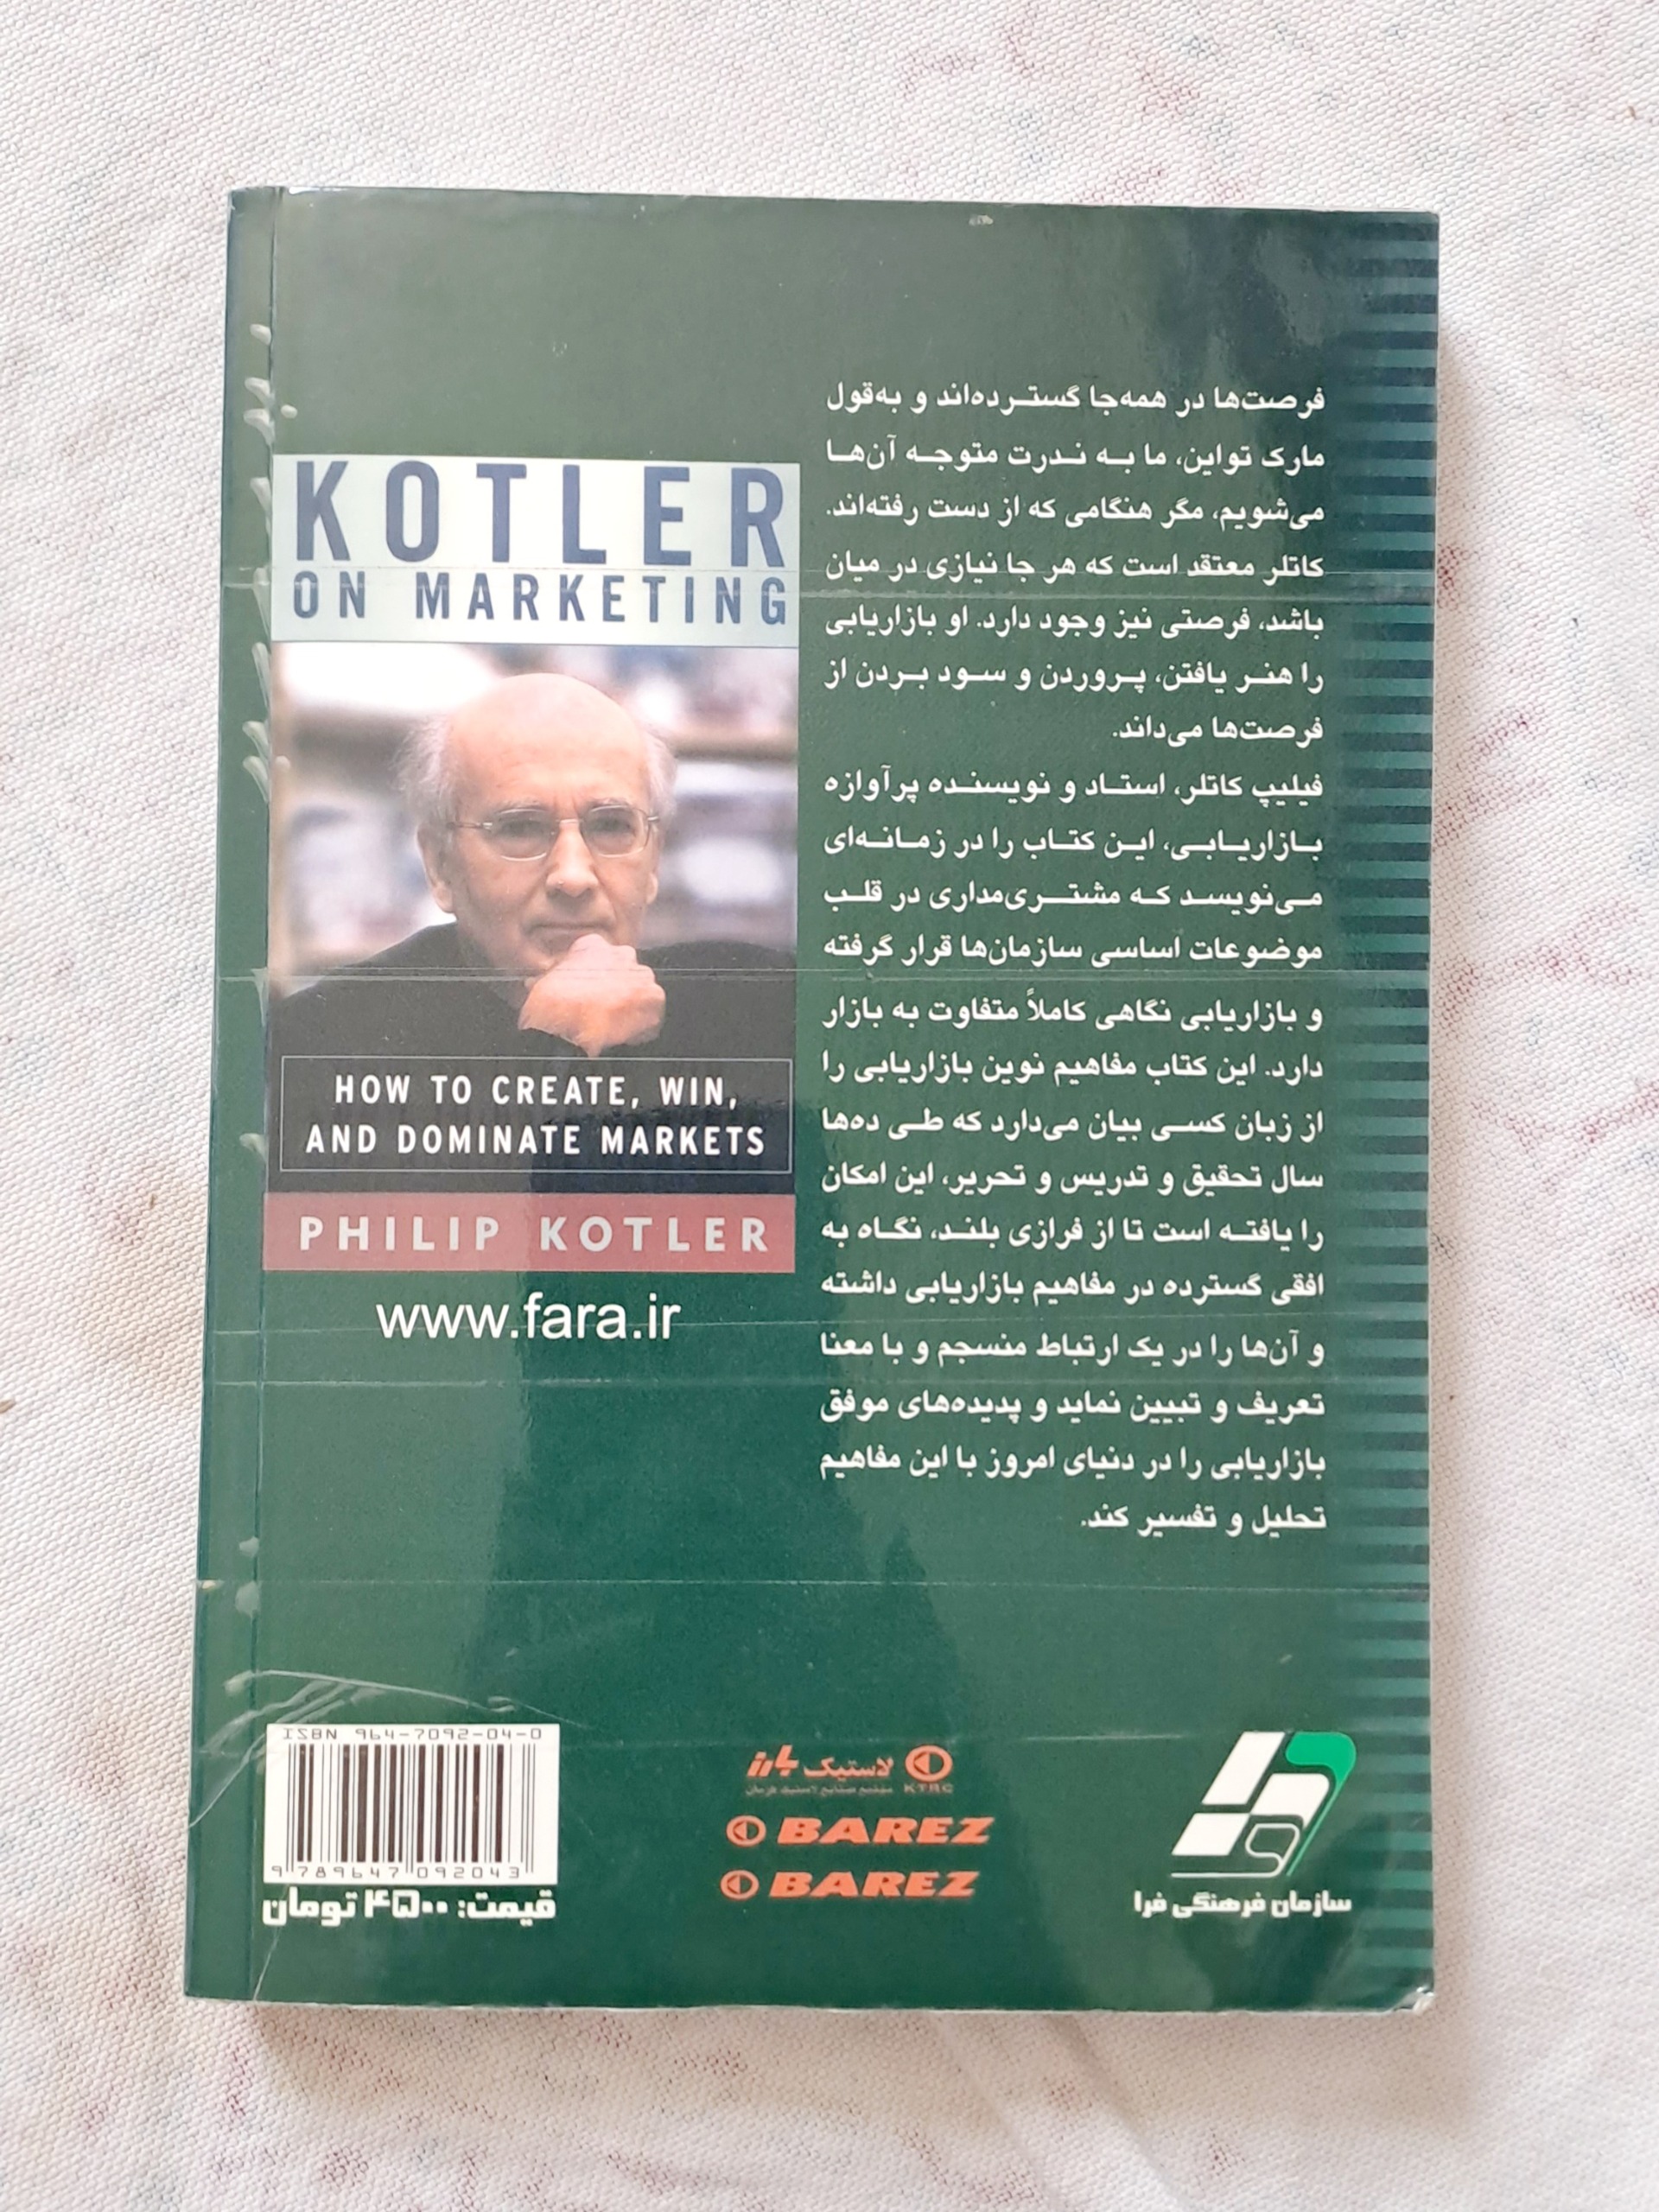 فرصت‌ها در همه‌جا گسترده‌اند و به‌قول
مارک تواین، ما به ندرت متوجه آن‌ها
می‌شویم، مگر هنگامی که از دست رفته‌اند.
کاتلر معتقد است که هر جا نیازی در میان
باشد، فرصتی نیز وجود دارد. او بازاریابی
را هنر یافتن، پروردن و سود بردن از
فرصت‌ها می‌داند.
فیلیپ کاتلر، استاد و نویسنده پرآوازه
بازاریابی، این کتاب را در زمانه‌ای
می‌نویسد که مشتری‌مداری در قلب
موضوعات اساسی سازمان‌ها قرار گرفته
و بازاریابی نگاهی کاملاً متفاوت به بازار
دارد. این کتاب مفاهیم نوین بازاریابی را
از زبان کسی بیان می‌دارد که طی ده‌ها
سال تحقیق و تدریس و تحریر، این امکان
را یافته است تا از فرازی بلند، نگاه به
افقی گسترده در مفاهیم بازاریابی داشته
و آن‌ها را در یک ارتباط منسجم و با معنا
تعریف و تبیین نماید و پدیده‌های موفق
بازاریابی را در دنیای امروز با این مفاهیم
تحلیل و تفسیر کند.
KOTLER
ON MARKETING
HOW TO CREATE, WIN,
AND DOMINATE MARKETS
PHILIP KOTLER
www.fara.ir
سازمان فرهنگی فرا
لاستیک بارز
مجتمع صنایع لاستیک کرمان KTRC
BAREZ
BAREZ
ISBN 964-7092-04-0
9 789647 092043
قیمت: ۴۵۰۰ تومان